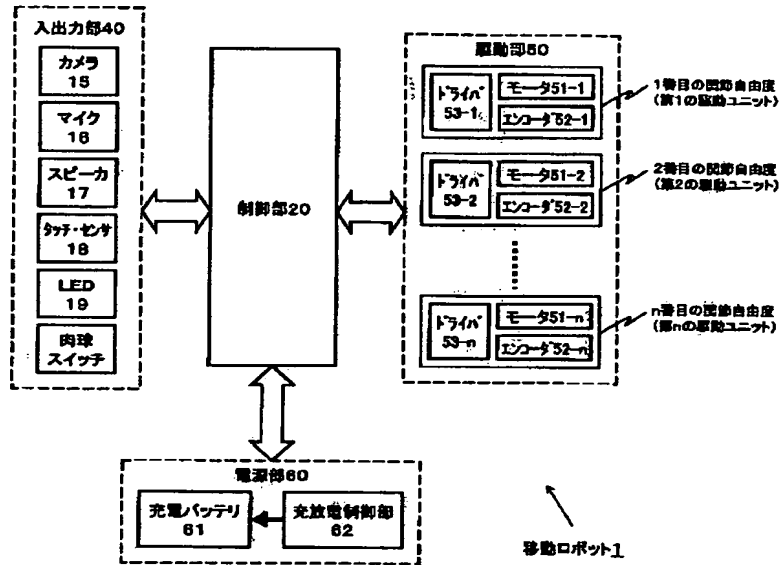 入出力部40
カメラ
15
マイク
16
スピーカ
17
タッチ・センサ
18
LED
19
肉球
スイッチ
制御部20
駆動部50
ドライバ
53-1
モータ51-1
エンコーダ52-1
1番目の関節自由度
(第1の駆動ユニット)
ドライバ
53-2
モータ51-2
エンコーダ52-2
2番目の関節自由度
(第2の駆動ユニット)
ドライバ
53-n
モータ51-n
エンコーダ52-n
n番目の関節自由度
(第nの駆動ユニット)
電源部60
充電バッテリ
61
充放電制御部
62
移動ロボット1